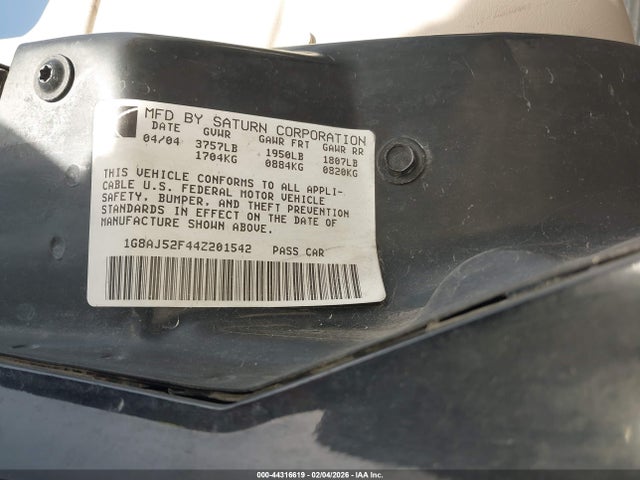 MFD BY SATURN CORPORATION
DATE GVWR GAWR FRT GAWR RR
04/04 3757LB 1950LB 1807LB
1704KG 0884KG 0820KG
THIS VEHICLE CONFORMS TO ALL APPLI-
CABLE U.S. FEDERAL MOTOR VEHICLE
SAFETY, BUMPER, AND THEFT PREVENTION
STANDARDS IN EFFECT ON THE DATE OF
MANUFACTURE SHOWN ABOVE.
1G8AJ52F44Z201542 PASS CAR
000-44316619 - 02/04/2026 - IAA Inc.